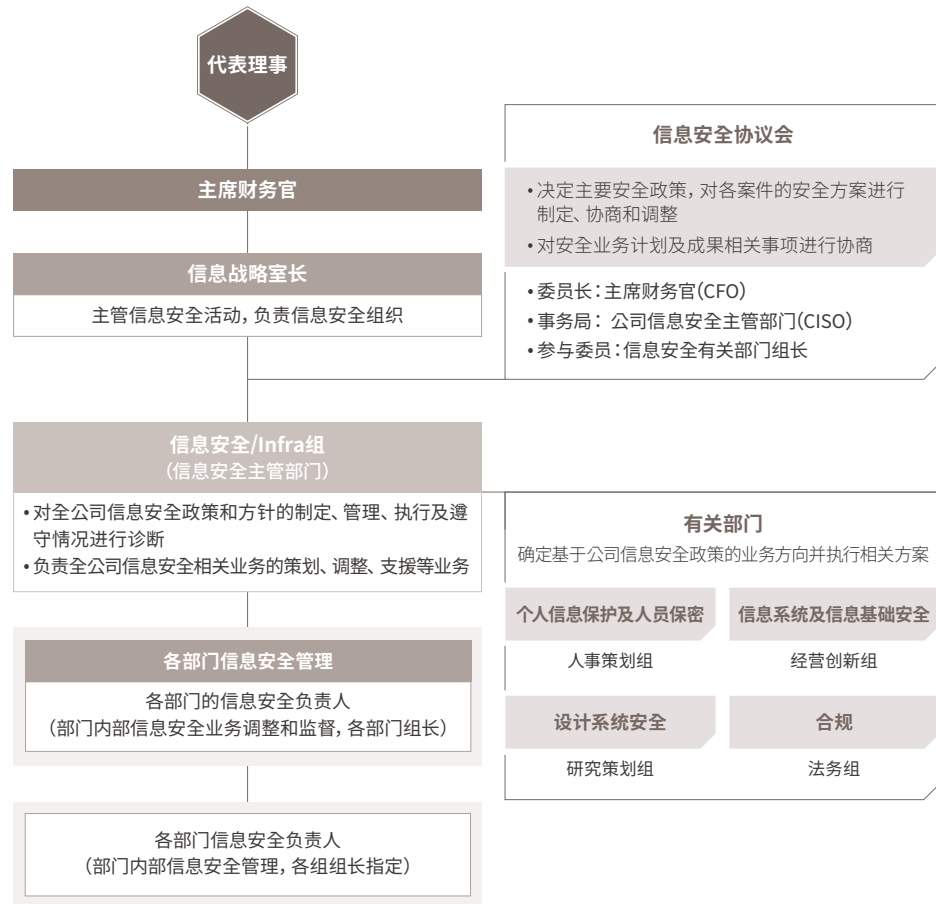 代表理事
主席财务官
信息战略室长
主管信息安全活动，负责信息安全组织
信息安全协议会
•决定主要安全政策，对各案件的安全方案进行
制定、协商和调整
•对安全业务计划及成果相关事项进行协商
•委员长：主席财务官(CFO)
•事务局： 公司信息安全主管部门(CISO)
•参与委员：信息安全有关部门组长
信息安全/Infra组
（信息安全主管部门）
•对全公司信息安全政策和方针的制定、管理、执行及遵
守情况进行诊断
•负责全公司信息安全相关业务的策划、调整、支援等业务
有关部门
确定基于公司信息安全政策的业务方向并执行相关方案
个人信息保护及人员保密
人事策划组
信息系统及信息基础安全
经营创新组
设计系统安全
研究策划组
合规
法务组
各部门信息安全管理
各部门的信息安全负责人
（部门内部信息安全业务调整和监督，各部门组长）
各部门信息安全负责人
（部门内部信息安全管理，各组组长指定）